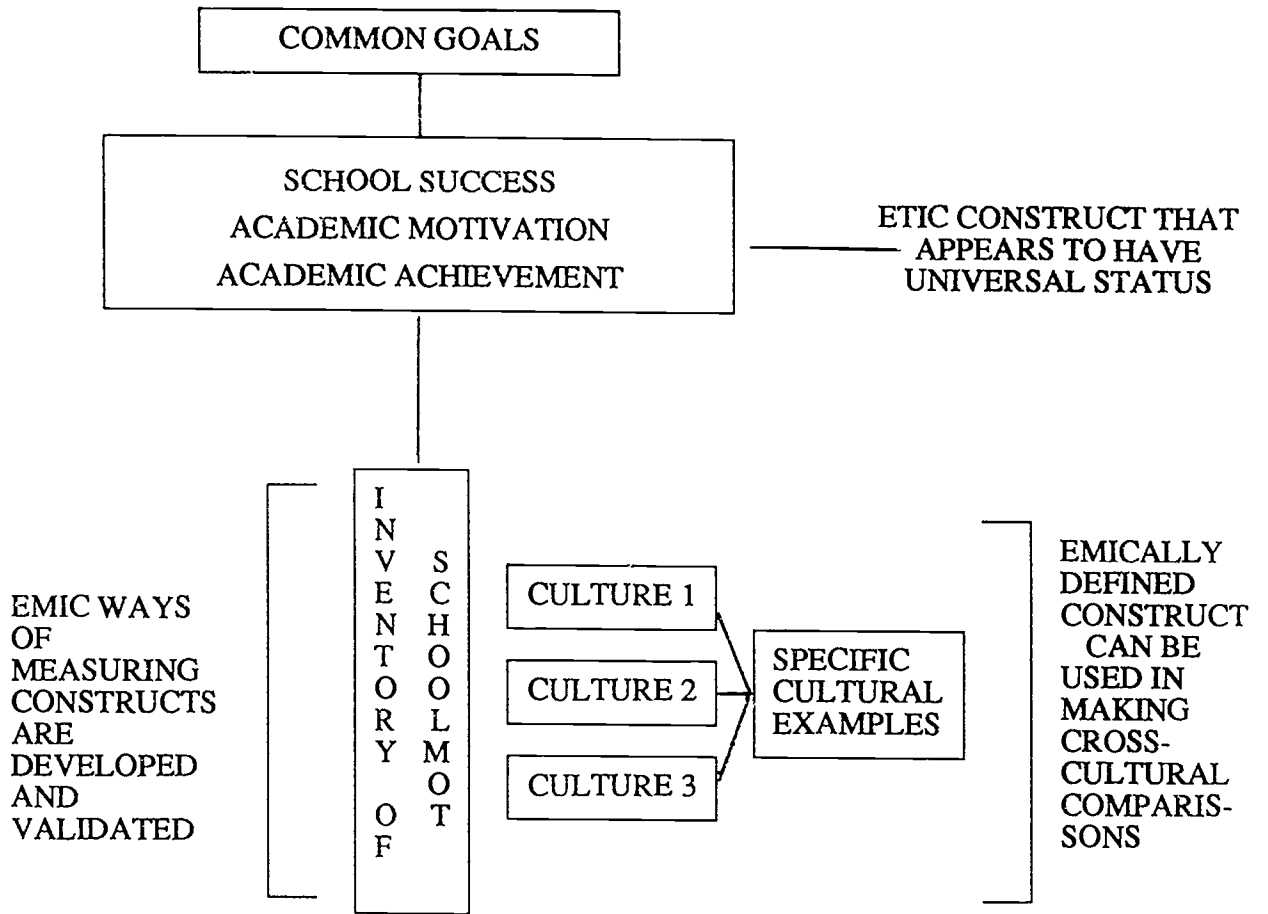 COMMON GOALS
SCHOOL SUCCESS
ACADEMIC MOTIVATION
ACADEMIC ACHIEVEMENT
ETIC CONSTRUCT THAT
APPEARS TO HAVE
UNIVERSAL STATUS
EMIC WAYS
OF
MEASURING
CONSTRUCTS
ARE
DEVELOPED
AND
VALIDATED
INVENTORY OF
SCHOOLMOT
CULTURE 1
CULTURE 2
CULTURE 3
SPECIFIC
CULTURAL
EXAMPLES
EMICALLY
DEFINED
CONSTRUCT
CAN BE
USED IN
MAKING
CROSS-
CULTURAL
COMPARIS-
SONS